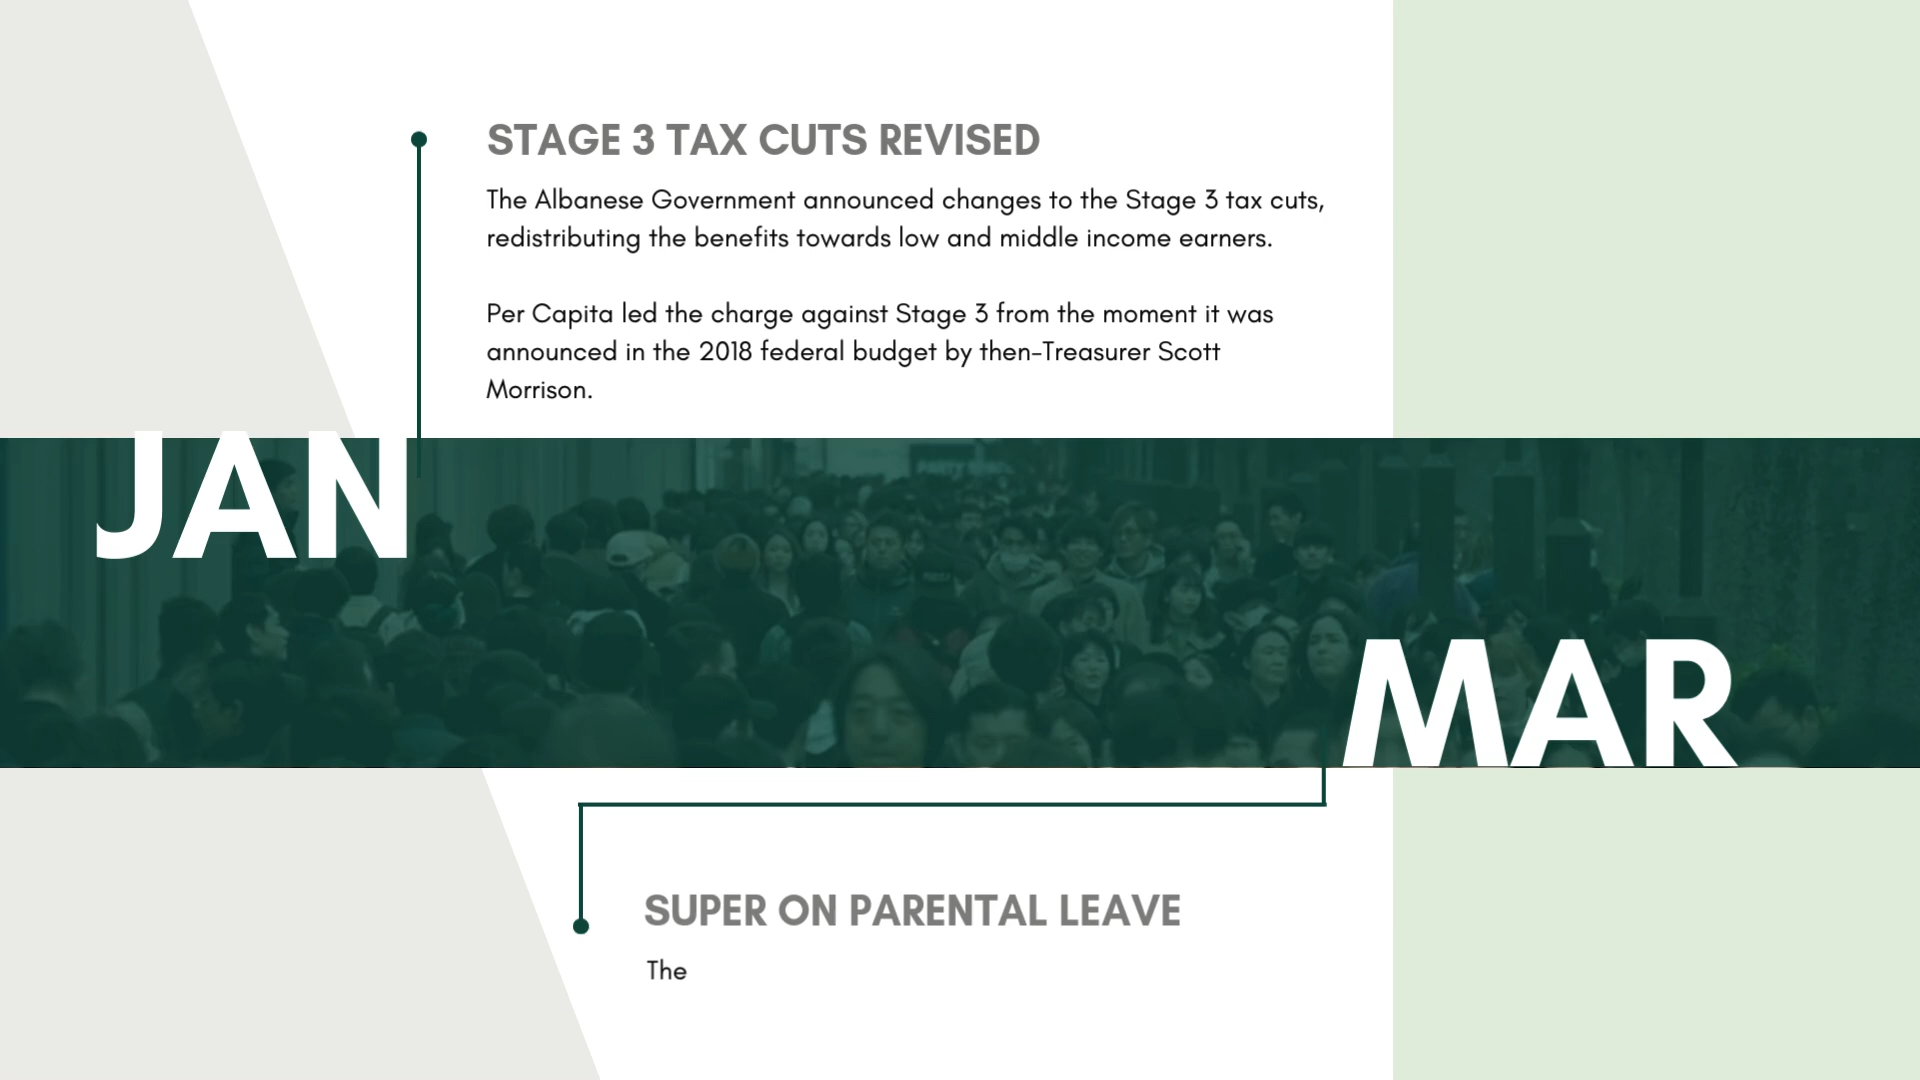 STAGE 3 TAX CUTS REVISED
The Albanese Government announced changes to the Stage 3 tax cuts,
redistributing the benefits towards low and middle income earners.
Per Capita led the charge against Stage 3 from the moment it was
announced in the 2018 federal budget by then-Treasurer Scott
Morrison.
JAN
MAR
SUPER ON PARENTAL LEAVE
The